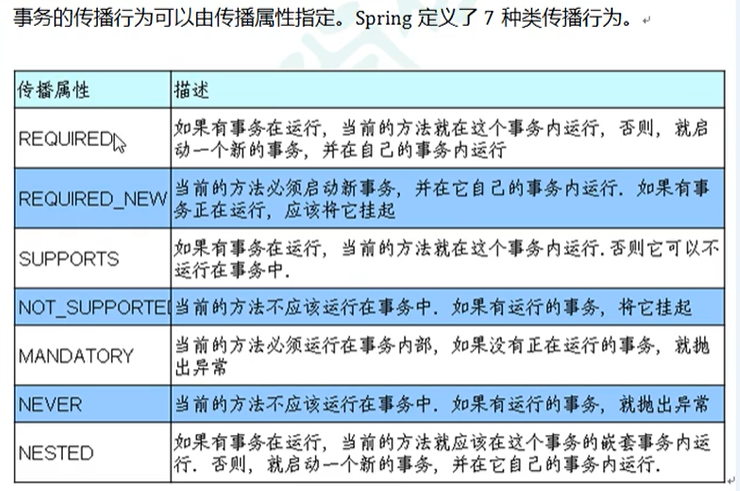 事务的传播行为可以由传播属性指定。Spring 定义了 7 种类传播行为。
传播属性 描述
REQUIRED 如果有事务在运行，当前的方法就在这个事务内运行，否则，就启
动一个新的事务，并在自己的事务内运行
REQUIRED_NEW 当前的方法必须启动新事务，并在它自己的事务内运行．如果有事
务正在运行，应该将它挂起
SUPPORTS 如果有事务在运行，当前的方法就在这个事务内运行．否则它可以不
运行在事务中．
NOT_SUPPORTED 当前的方法不应该运行在事务中．如果有运行的事务，将它挂起
MANDATORY 当前的方法必须运行在事务内部，如果没有正在运行的事务，就抛
出异常
NEVER 当前的方法不应该运行在事务中．如果有运行的事务，就抛出异常
NESTED 如果有事务在运行，当前的方法就应该在这个事务的嵌套事务内运
行．否则，就启动一个新的事务，并在它自己的事务内运行．